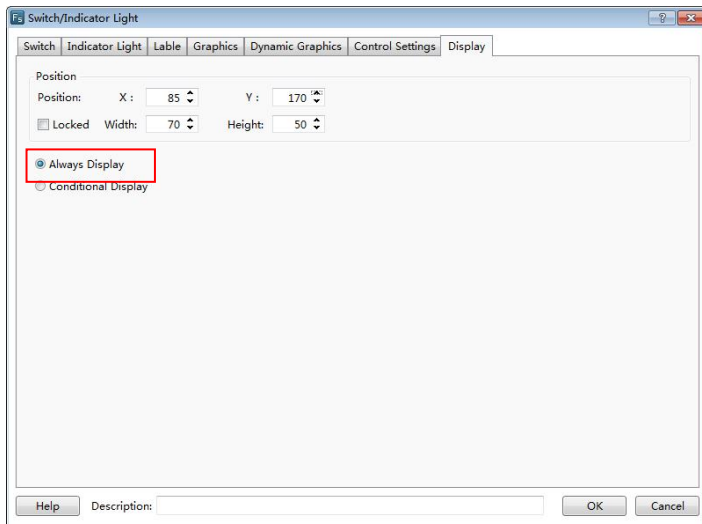 Fs Switch/Indicator Light
Switch Indicator Light Lable Graphics Dynamic Graphics Control Settings Display
Position
Position: X : 85 Y : 170
Locked Width: 70 Height: 50
Always Display
Conditional Display
Help Description: OK Cancel